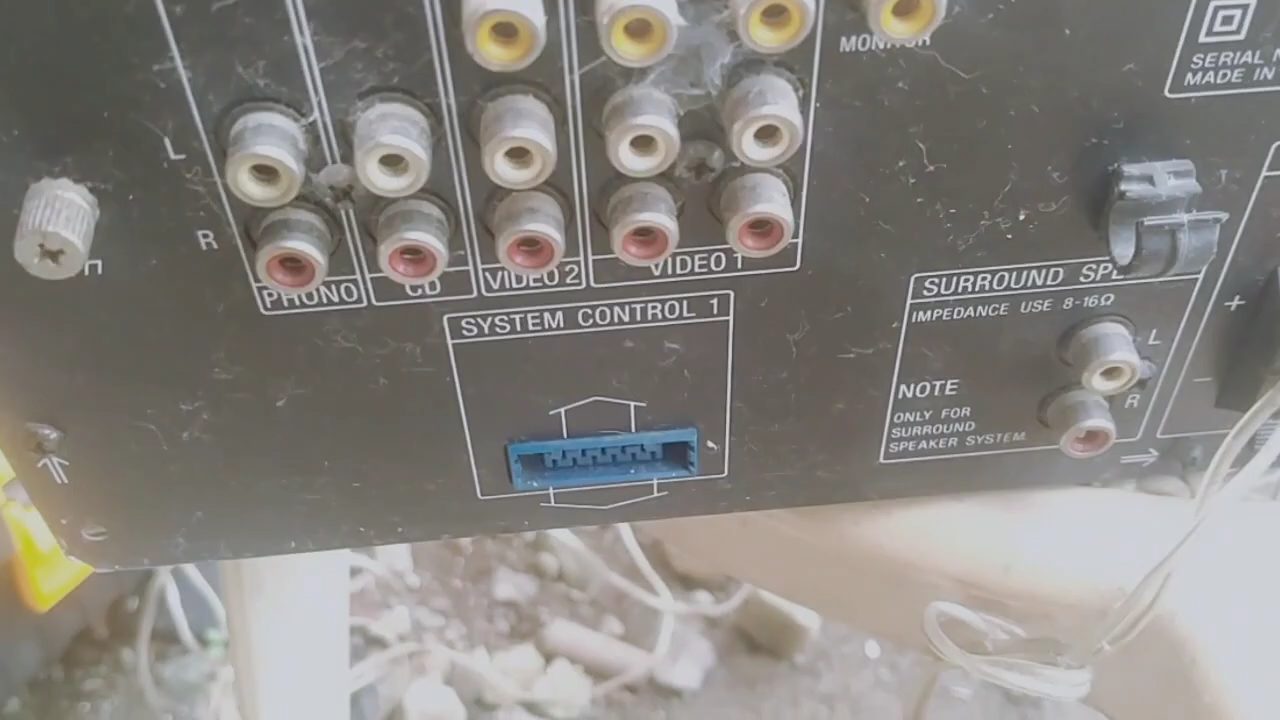 MONITOR
SERIAL
MADE IN
L
R
PHONO
CD
VIDEO 2
VIDEO 1
SYSTEM CONTROL 1
SURROUND
IMPEDANCE USE 8-16Ω
L
R
+
−
NOTE
ONLY FOR
SURROUND
SPEAKER SYSTEM.